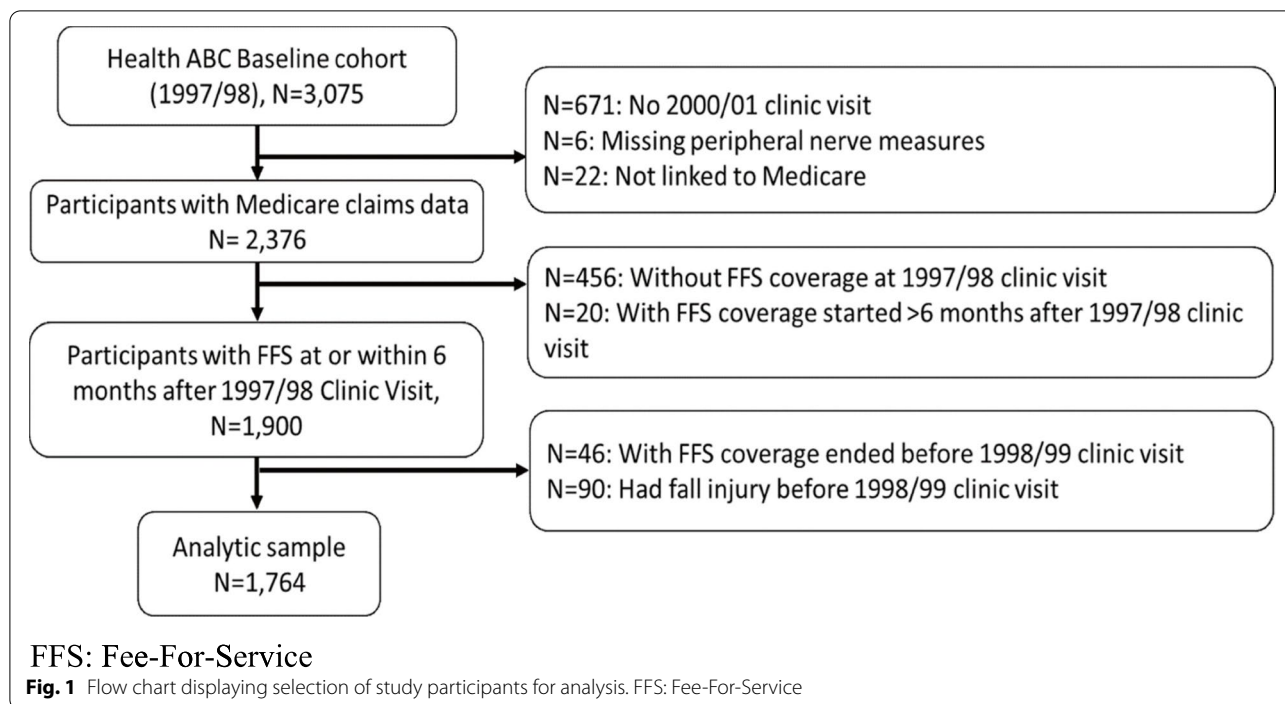 Health ABC Baseline cohort
(1997/98), N=3,075
N=671: No 2000/01 clinic visit
N=6: Missing peripheral nerve measures
N=22: Not linked to Medicare
Participants with Medicare claims data
N= 2,376
N=456: Without FFS coverage at 1997/98 clinic visit
N=20: With FFS coverage started >6 months after 1997/98 clinic
visit
Participants with FFS at or within 6
months after 1997/98 Clinic Visit,
N=1,900
N=46: With FFS coverage ended before 1998/99 clinic visit
N=90: Had fall injury before 1998/99 clinic visit
Analytic sample
N=1,764
FFS: Fee-For-Service
Fig. 1 Flow chart displaying selection of study participants for analysis. FFS: Fee-For-Service